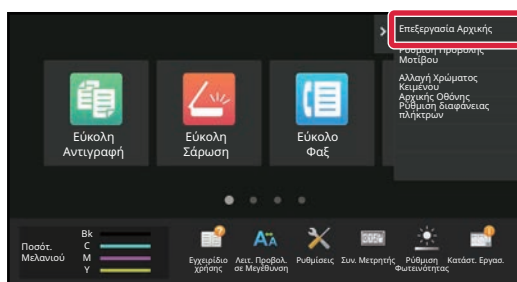 Επεξεργασία Αρχικής
Ρύθμιση Προβολής
Μοτίβου
Αλλαγή Χρώματος
Κειμένου
Αρχικής Οθόνης
Ρύθμιση διαφάνειας
πλήκτρων
Εύκολη
Αντιγραφή
Εύκολη
Σάρωση
Εύκολο
Φαξ
Ποσότ.
Μελανιού
Bk
C
M
Y
Εγχειρίδιο
χρήσης
Λειτ. Προβολ.
σε Μεγέθυνση
Ρυθμίσεις
Συν. Μετρητής
Ρύθμιση
Φωτεινότητας
Κατάστ. Εργασ.